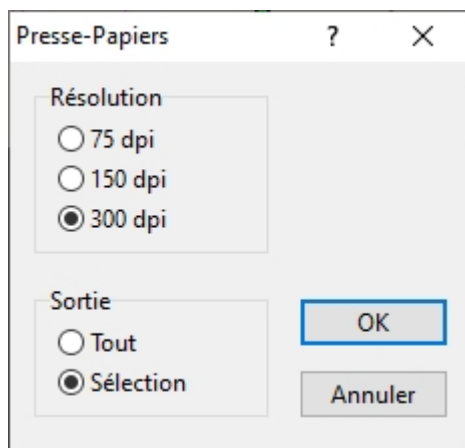 Presse-Papiers ?
Résolution
75 dpi
150 dpi
300 dpi
Sortie
Tout
Sélection
OK
Annuler